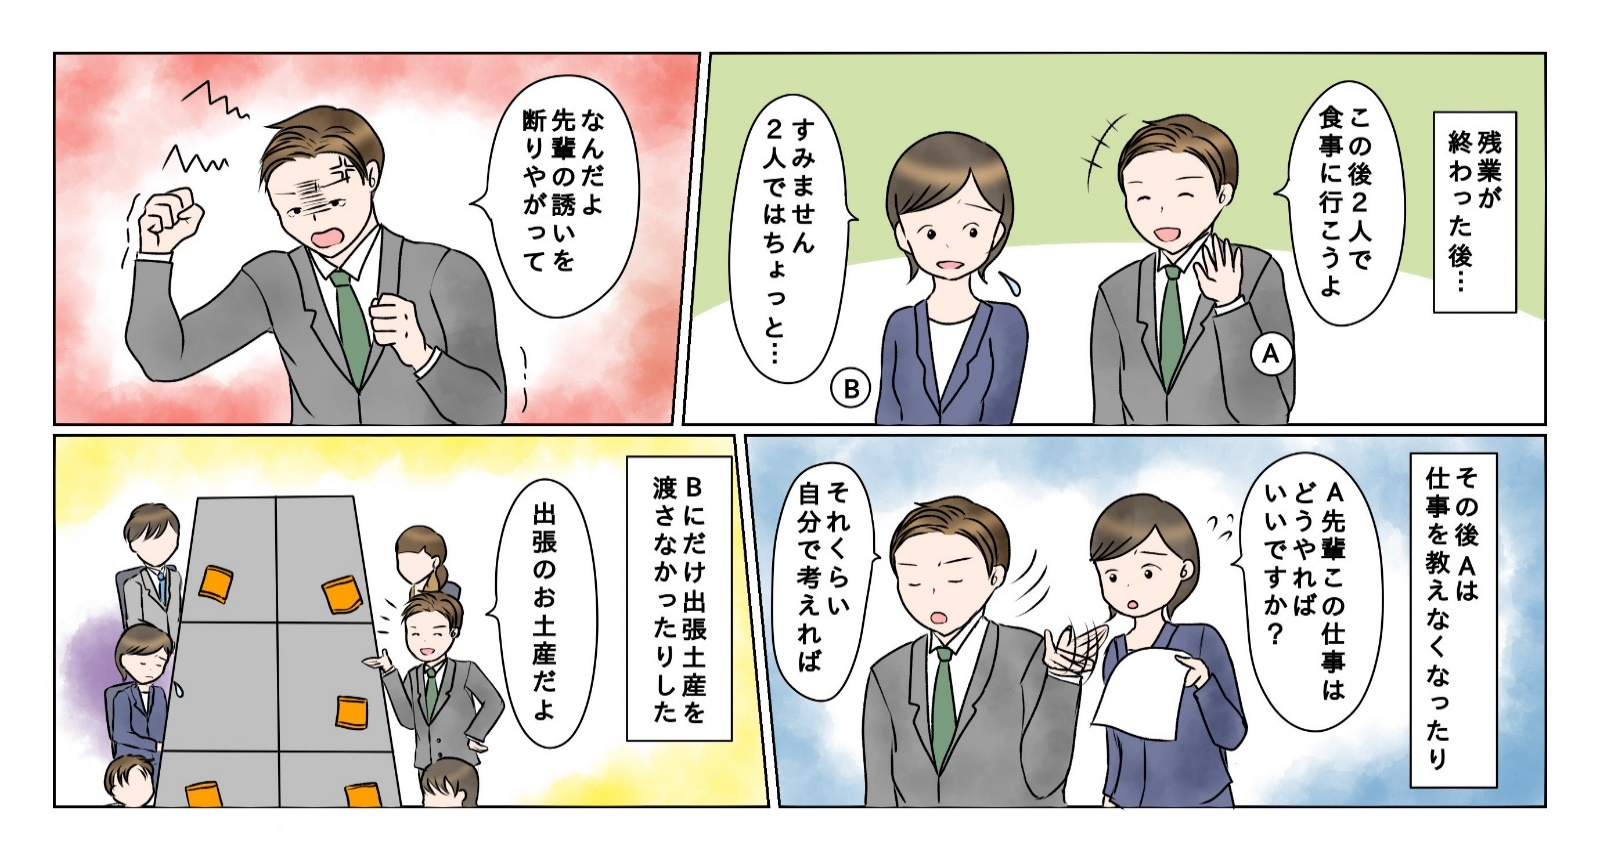 残業が
終わった後…
この後２人で
食事に行こうよ
A
すみません
２人ではちょっと…
B
なんだよ
先輩の誘いを
断りやがって
その後Ａは
仕事を教えなくなったり
Ａ先輩この仕事は
どうやれば
いいですか？
それくらい
自分で考えれば
Ｂにだけ出張土産を
渡さなかったりした
出張のお土産だよ